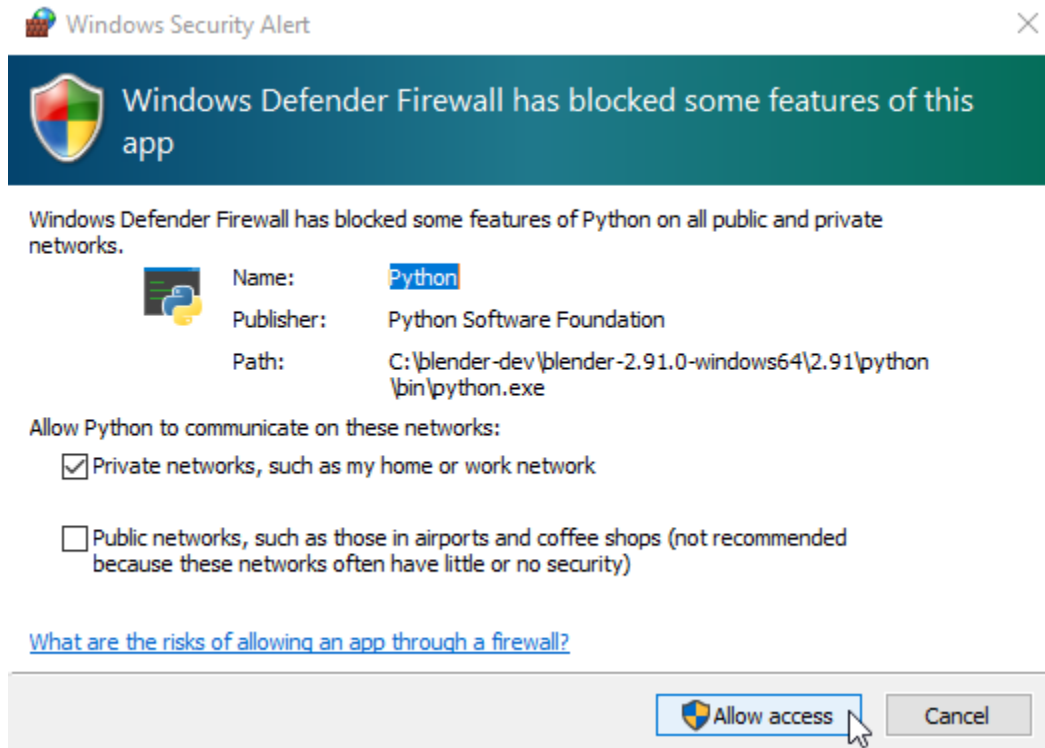 Windows Security Alert
Windows Defender Firewall has blocked some features of this
app
Windows Defender Firewall has blocked some features of Python on all public and private
networks.
Name: Python
Publisher: Python Software Foundation
Path: C:\blender-dev\blender-2.91.0-windows64\2.91\python
\bin\python.exe
Allow Python to communicate on these networks:
Private networks, such as my home or work network
Public networks, such as those in airports and coffee shops (not recommended
because these networks often have little or no security)
What are the risks of allowing an app through a firewall?
Allow access Cancel